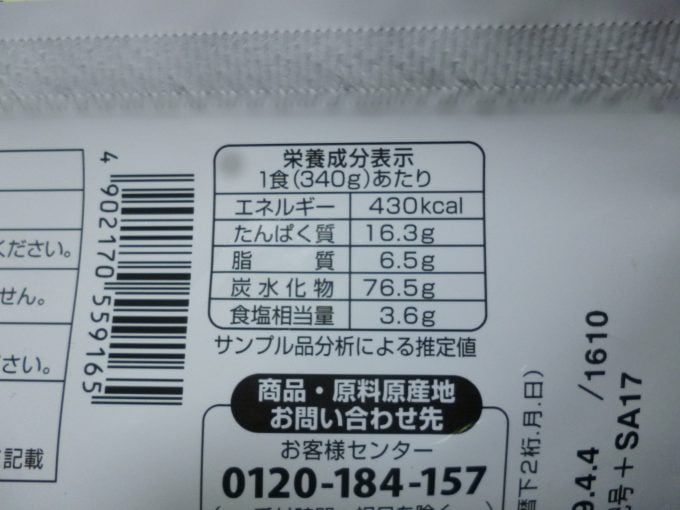 栄養成分表示
1食(340g)あたり
エネルギー 430kcal
たんぱく質 16.3g
脂質 6.5g
炭水化物 76.5g
食塩相当量 3.6g
サンプル品分析による推定値
商品・原料原産地
お問い合わせ先
お客様センター
0120-184-157
4 902170 559165
ください。
せん。
さい。
記載
暦下2桁.月.日)
9.4.4 /1610
記号+SA17